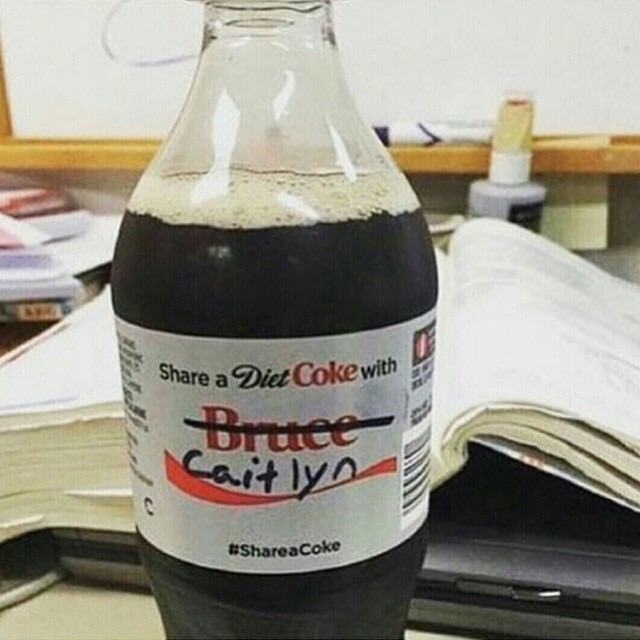 Share a Diet Coke with
Bruce
Caitlyn
#ShareaCoke
C